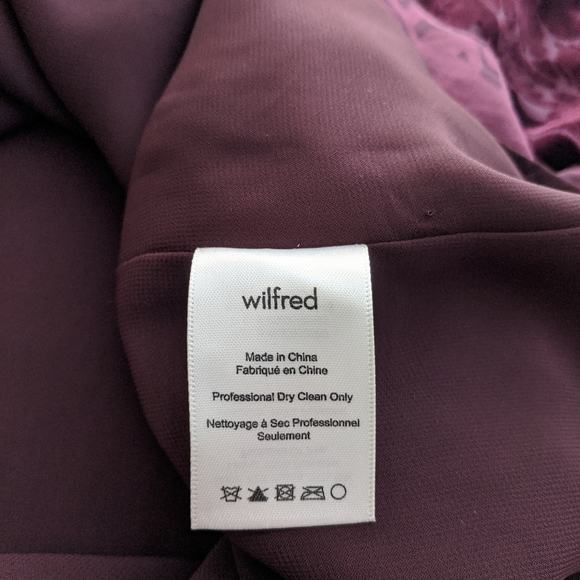 wilfred
Made in China
Fabriqué en Chine
Professional Dry Clean Only
Nettoyage à Sec Professionnel
Seulement